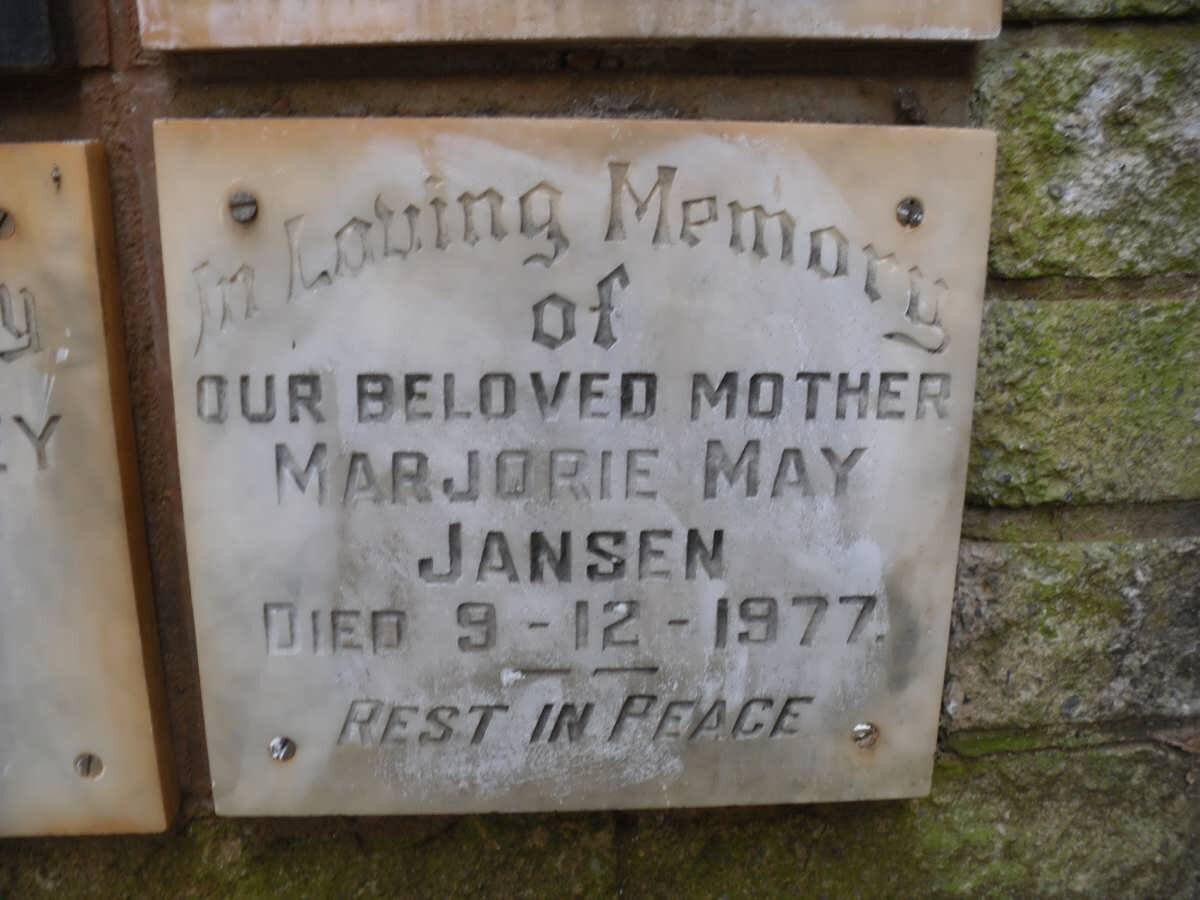 In Loving Memory
of
OUR BELOVED MOTHER
MARJORIE MAY
JANSEN
DIED 9-12-1977.
REST IN PEACE